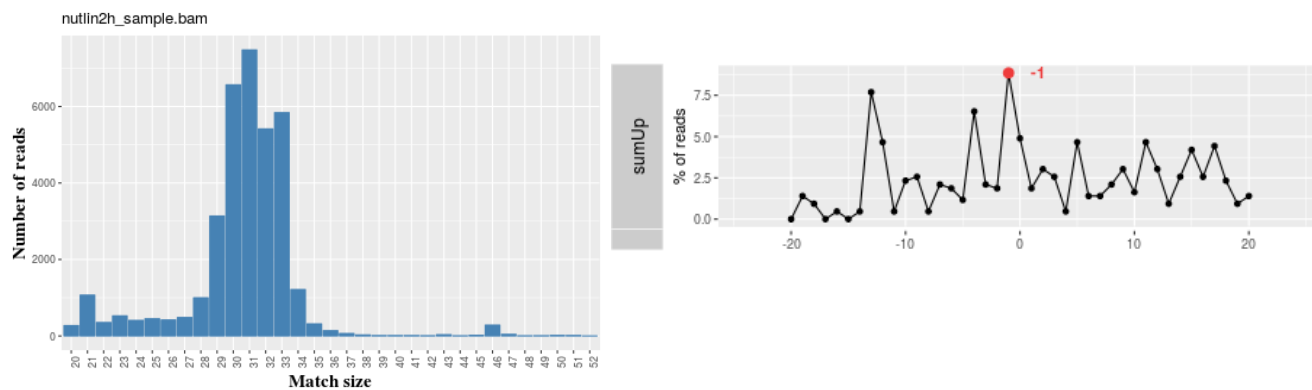 nutlin2h_sample.bam
Number of reads
6000
4000
2000
0
20 21 22 23 24 25 26 27 28 29 30 31 32 33 34 35 36 37 38 39 40 41 42 43 44 45 46 47 48 49 50 51 52
Match size
sumUp
% of reads
7.5
5.0
2.5
0.0
-1
-20 -10 0 10 20